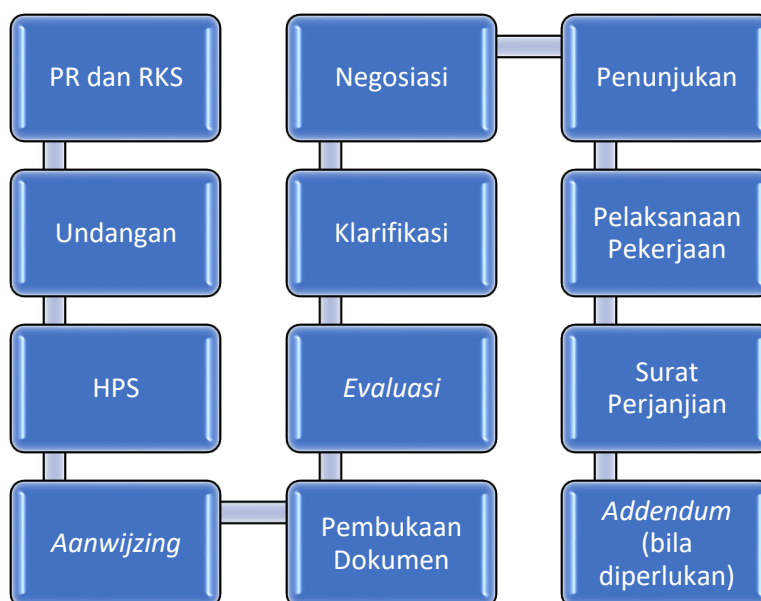 PR dan RKS
Undangan
HPS
Aanwijzing
Pembukaan
Dokumen
Evaluasi
Klarifikasi
Negosiasi
Penunjukan
Pelaksanaan
Pekerjaan
Surat
Perjanjian
Addendum
(bila
diperlukan)